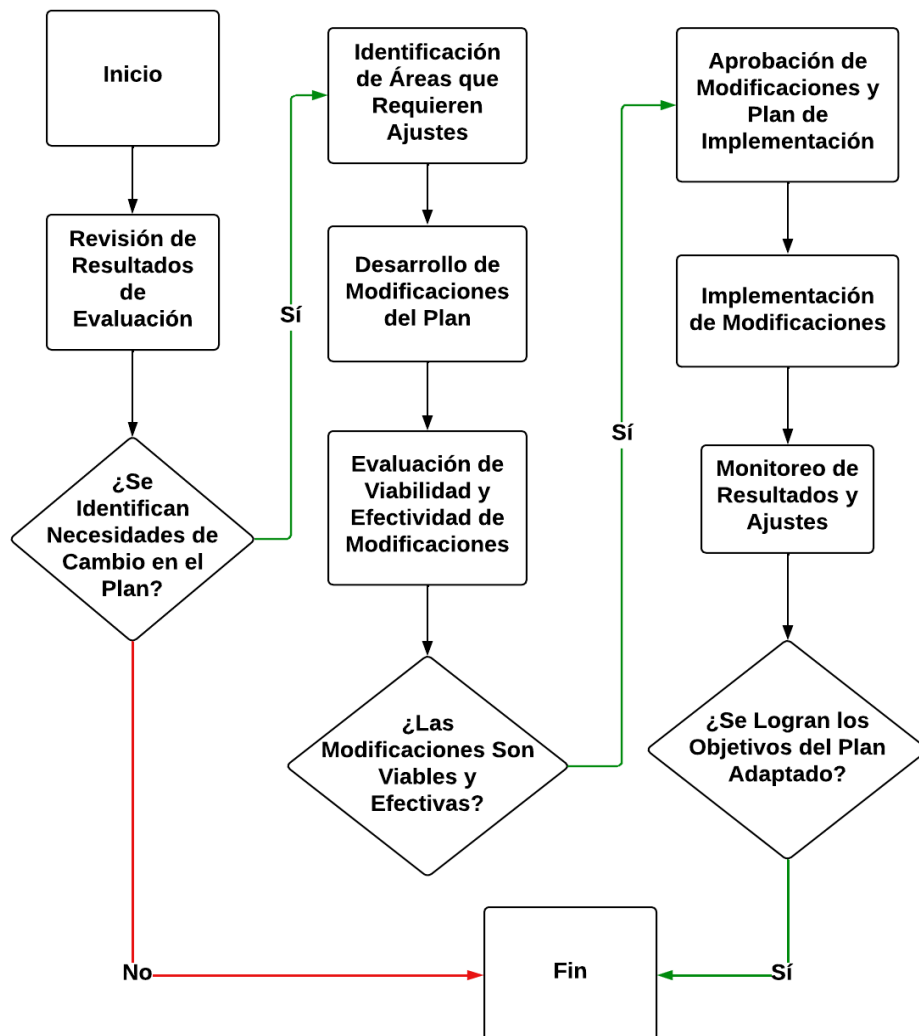 Inicio
Revisión de
Resultados
de
Evaluación
¿Se
Identifican
Necesidades de
Cambio en el
Plan?
No
Sí
Identificación
de Áreas que
Requieren
Ajustes
Desarrollo de
Modificaciones
del Plan
Evaluación de
Viabilidad y
Efectividad de
Modificaciones
¿Las
Modificaciones Son
Viables y
Efectivas?
Sí
Aprobación de
Modificaciones y
Plan de
Implementación
Implementación
de Modificaciones
Monitoreo de
Resultados y
Ajustes
¿Se Logran los
Objetivos del Plan
Adaptado?
Sí
Fin